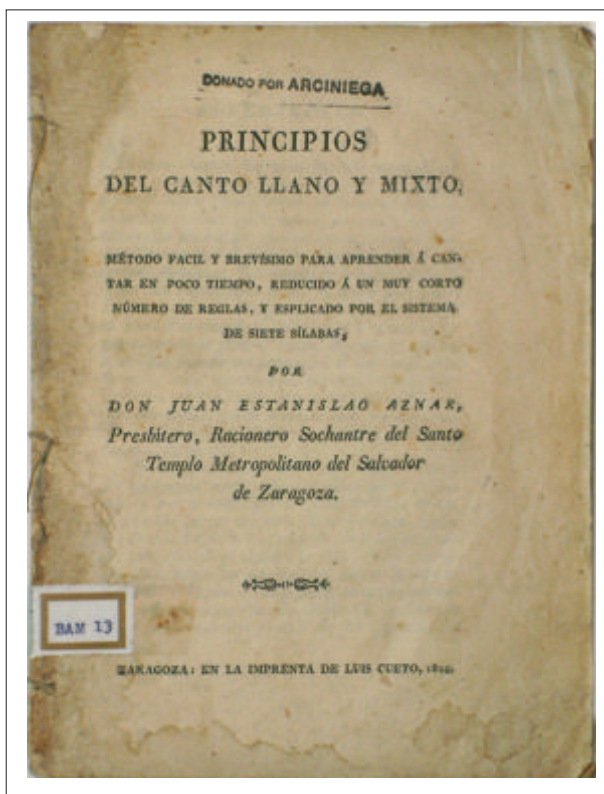 DONADO POR ARCINIEGA
PRINCIPIOS
DEL CANTO LLANO Y MIXTO,
MÉTODO FACIL Y BREVÍSIMO PARA APRENDER Á CAN-
TAR EN POCO TIEMPO, REDUCIDO Á UN MUY CORTO
NÚMERO DE REGLAS, Y ESPLICADO POR EL SISTEMA
DE SIETE SÍLABAS,
POR
DON JUAN ESTANISLAO AZNAR,
Presbítero, Racionero Sochantre del Santo
Templo Metropolitano del Salvador
de Zaragoza.
BAM 13
ZARAGOZA: EN LA IMPRENTA DE LUIS CUETO,